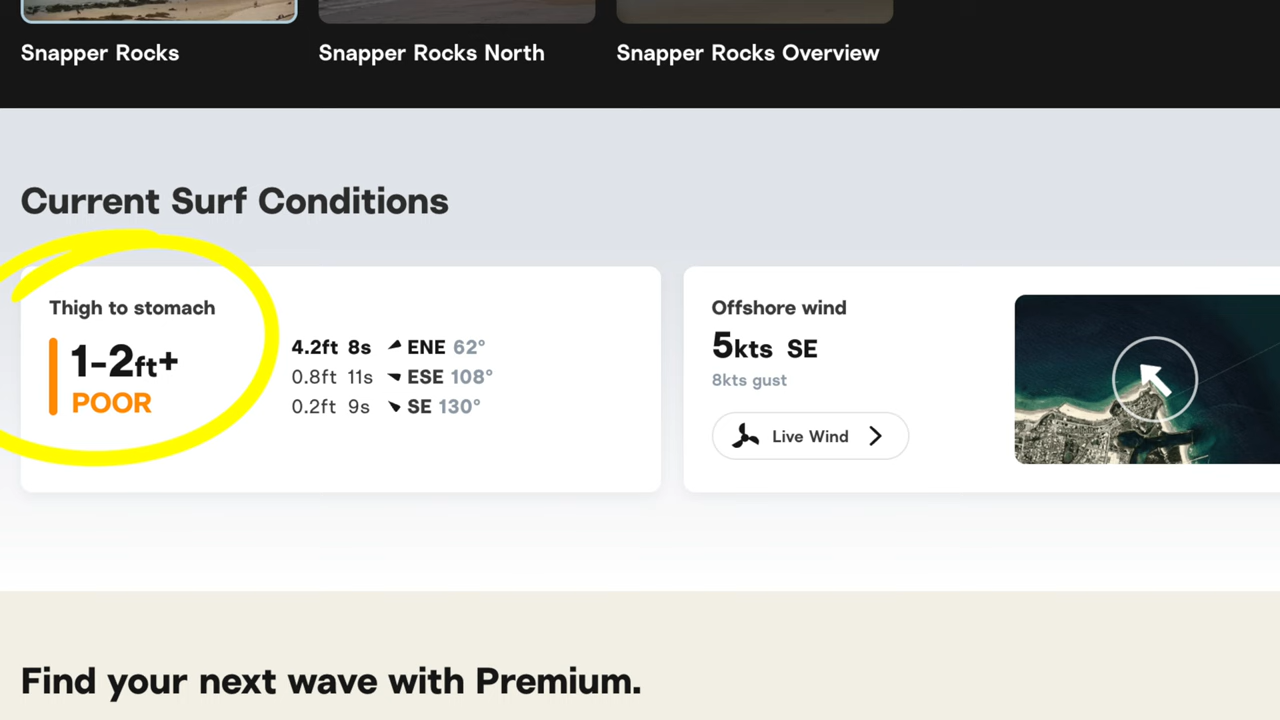 Snapper Rocks
Snapper Rocks North
Snapper Rocks Overview
Current Surf Conditions
Thigh to stomach
1-2ft+
POOR
4.2ft 8s ENE 62°
0.8ft 11s ESE 108°
0.2ft 9s SE 130°
Offshore wind
5kts SE
8kts gust
Live Wind
Find your next wave with Premium.